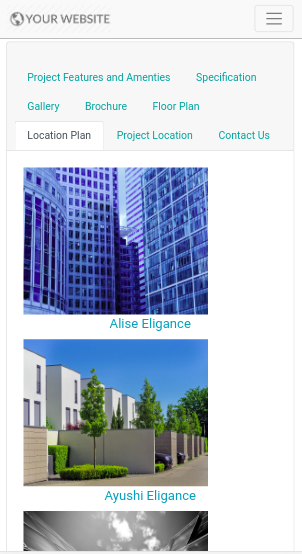 YOUR WEBSITE
Project Features and Amenties Specification
Gallery Brochure Floor Plan
Location Plan Project Location Contact Us
Alise Eligance
Ayushi Eligance